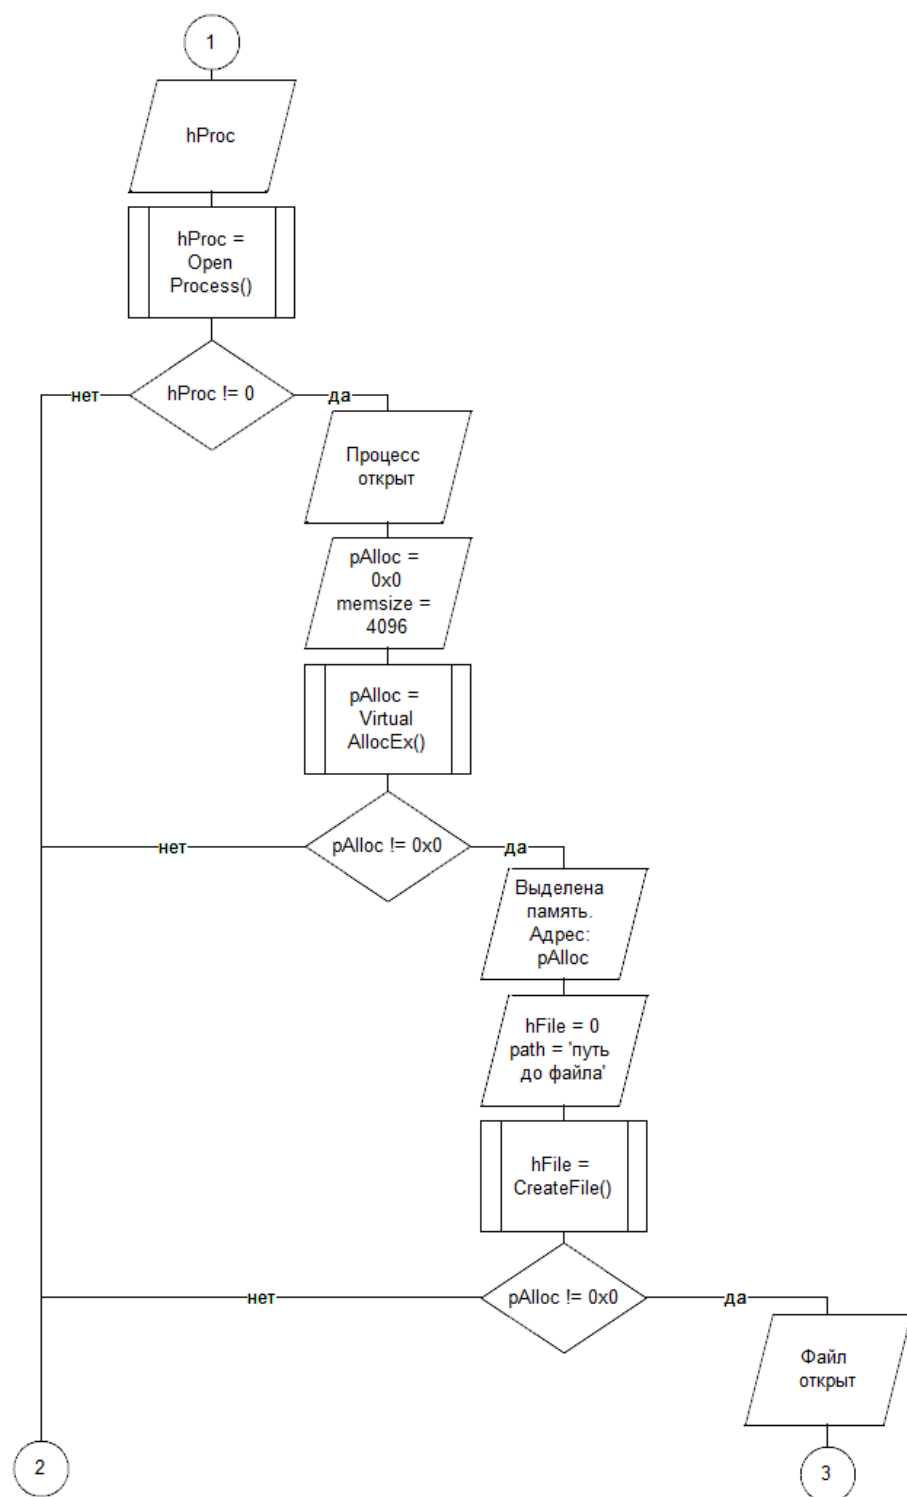 1
hProc
hProc =
Open
Process()
hProc != 0
нет
да
Процесс
открыт
pAlloc =
0x0
memsize =
4096
pAlloc =
Virtual
AllocEx()
pAlloc != 0x0
нет
да
Выделена
память.
Адрес:
pAlloc
hFile = 0
path = 'путь
до файла'
hFile =
CreateFile()
pAlloc != 0x0
нет
да
Файл
открыт
2
3